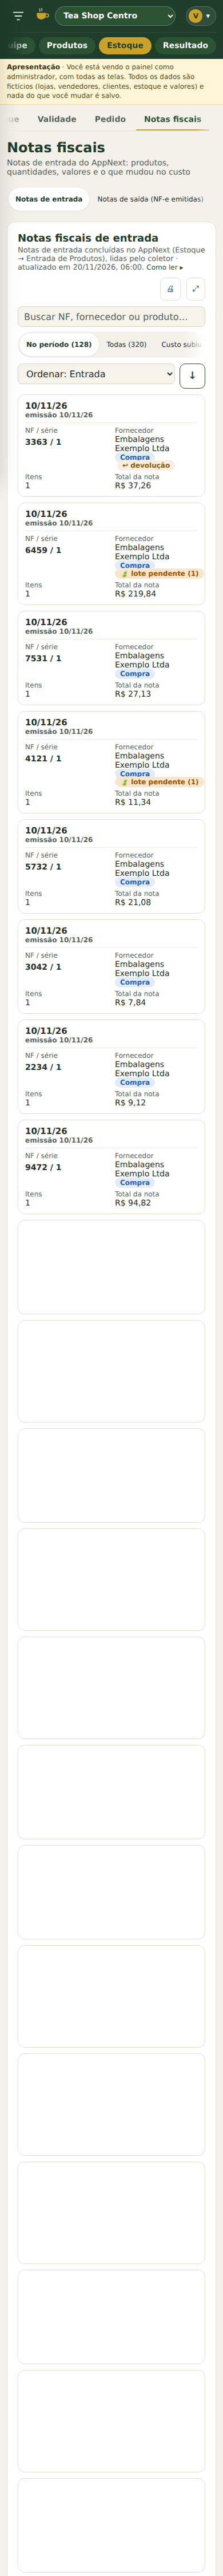 Tea Shop Centro
V
uipe Produtos Estoque Resultado
Apresentação · Você está vendo o painel como
administrador, com todas as telas. Todos os dados são
fictícios (lojas, vendedores, clientes, estoque e valores) e
nada do que você mudar é salvo.
ue Validade Pedido Notas fiscais
Notas fiscais
Notas de entrada do AppNext: produtos,
quantidades, valores e o que mudou no custo
Notas de entrada Notas de saída (NF-e emitidas)
Notas fiscais de entrada
Notas de entrada concluídas no AppNext (Estoque
→ Entrada de Produtos), lidas pelo coletor ·
atualizado em 20/11/2026, 06:00. Como ler ▸
Buscar NF, fornecedor ou produto…
No período (128) Todas (320) Custo subiu
Ordenar: Entrada ↓
10/11/26
emissão 10/11/26
NF / série Fornecedor
3363 / 1 Embalagens
Exemplo Ltda
Compra
↩ devolução
Itens Total da nota
1 R$ 37,26
10/11/26
emissão 10/11/26
NF / série Fornecedor
6459 / 1 Embalagens
Exemplo Ltda
Compra
lote pendente (1)
Itens Total da nota
1 R$ 219,84
10/11/26
emissão 10/11/26
NF / série Fornecedor
7531 / 1 Embalagens
Exemplo Ltda
Compra
Itens Total da nota
1 R$ 27,13
10/11/26
emissão 10/11/26
NF / série Fornecedor
4121 / 1 Embalagens
Exemplo Ltda
Compra
lote pendente (1)
Itens Total da nota
1 R$ 11,34
10/11/26
emissão 10/11/26
NF / série Fornecedor
5732 / 1 Embalagens
Exemplo Ltda
Compra
Itens Total da nota
1 R$ 21,08
10/11/26
emissão 10/11/26
NF / série Fornecedor
3042 / 1 Embalagens
Exemplo Ltda
Compra
Itens Total da nota
1 R$ 7,84
10/11/26
emissão 10/11/26
NF / série Fornecedor
2234 / 1 Embalagens
Exemplo Ltda
Compra
Itens Total da nota
1 R$ 9,12
10/11/26
emissão 10/11/26
NF / série Fornecedor
9472 / 1 Embalagens
Exemplo Ltda
Compra
Itens Total da nota
1 R$ 94,82